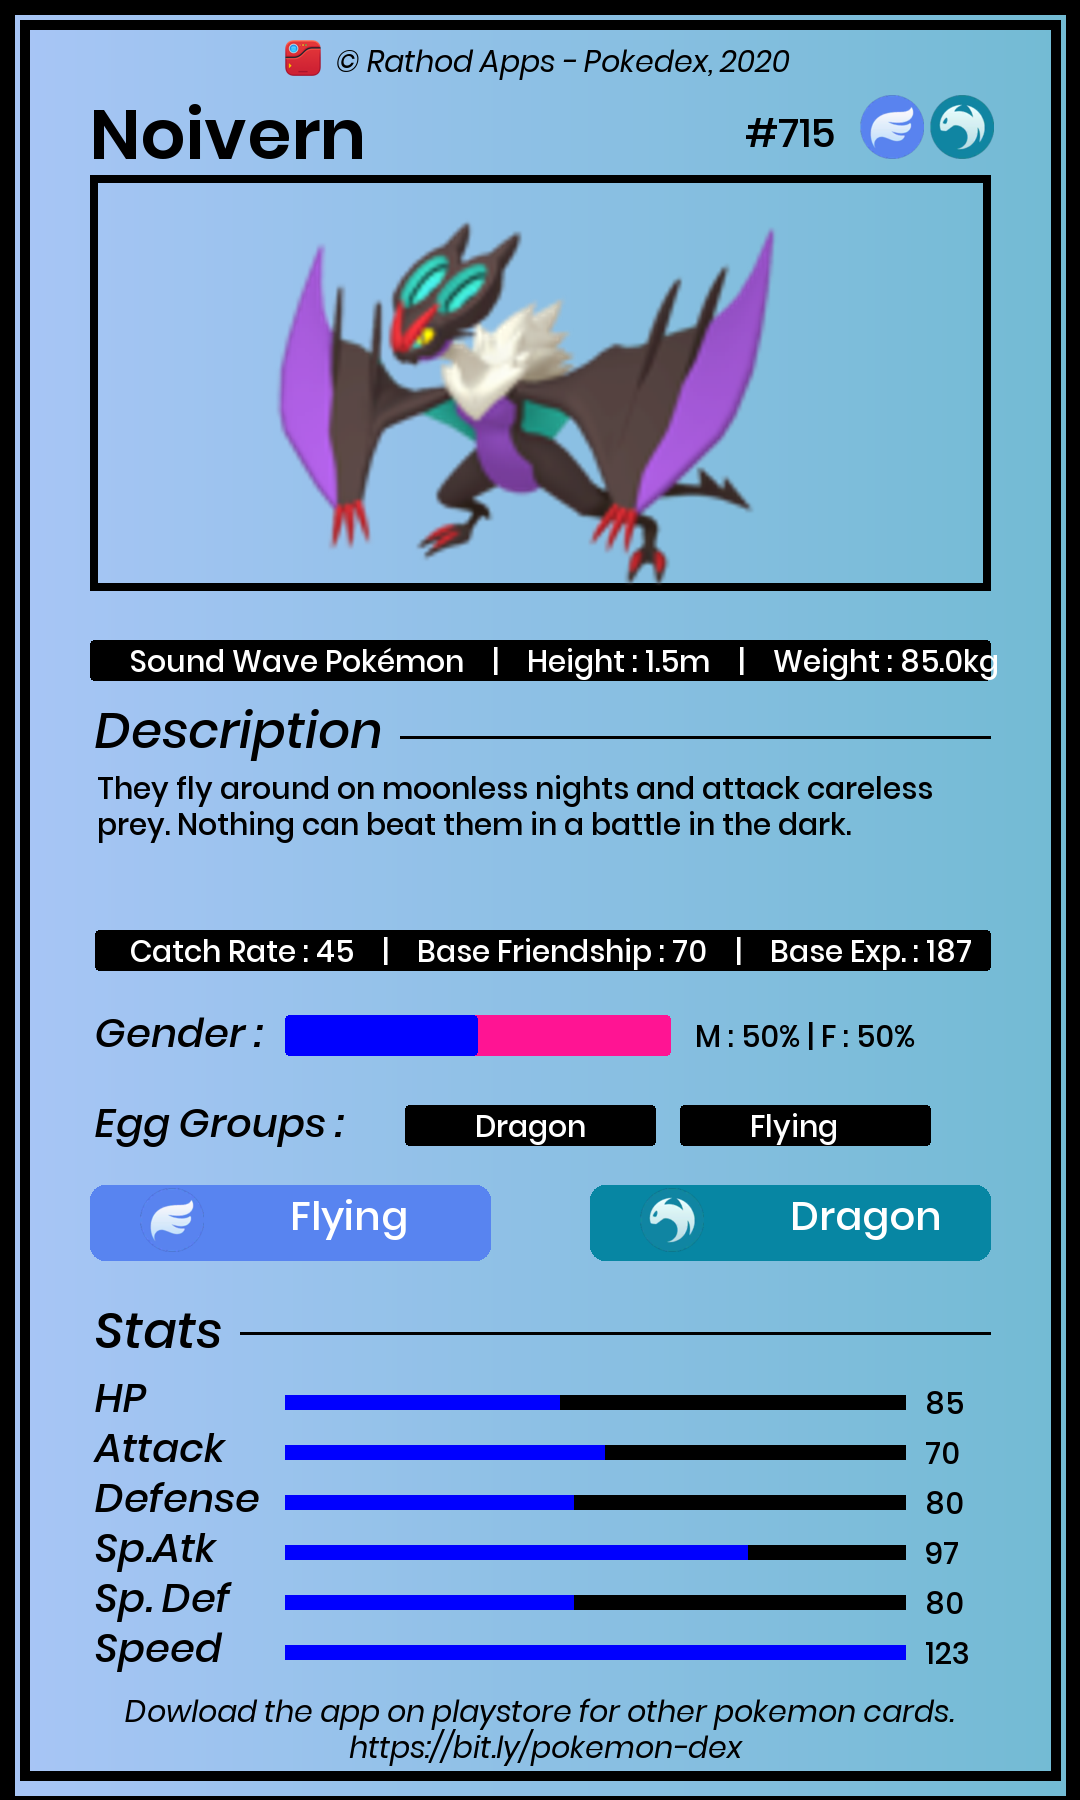 © Rathod Apps - Pokedex, 2020
Noivern #715
Sound Wave Pokémon | Height : 1.5m | Weight : 85.0kg
Description
They fly around on moonless nights and attack careless
prey. Nothing can beat them in a battle in the dark.
Catch Rate : 45 | Base Friendship : 70 | Base Exp. : 187
Gender : M : 50% | F : 50%
Egg Groups : Dragon Flying
Flying Dragon
Stats
HP 85
Attack 70
Defense 80
Sp.Atk 97
Sp. Def 80
Speed 123
Dowload the app on playstore for other pokemon cards.
https://bit.ly/pokemon-dex